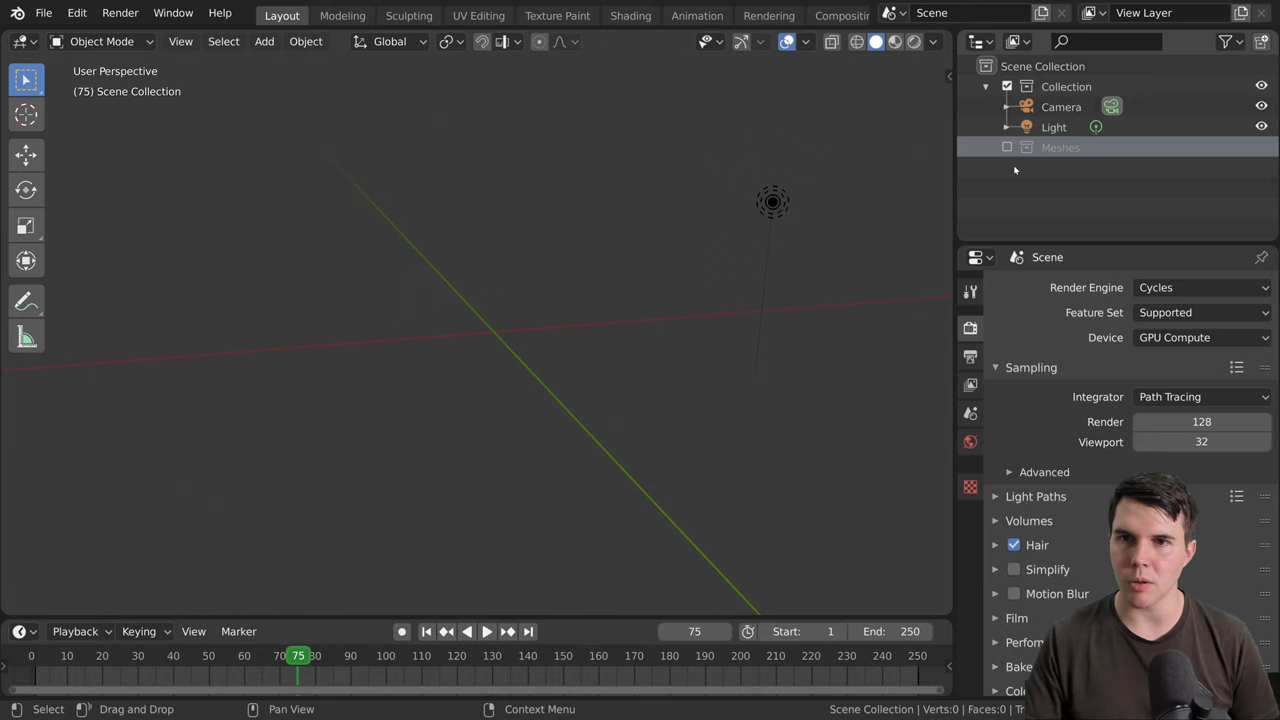 File Edit Render Window Help Layout Modeling Sculpting UV Editing Texture Paint Shading Animation Rendering Compositin Scene View Layer
Object Mode View Select Add Object Global
User Perspective
(75) Scene Collection
Scene Collection
Collection
Camera
Light
Meshes
Scene
Render Engine Cycles
Feature Set Supported
Device GPU Compute
Sampling
Integrator Path Tracing
Render 128
Viewport 32
Advanced
Light Paths
Volumes
Hair
Simplify
Motion Blur
Film
Perform
Bake
Colo
Playback Keying View Marker 75 Start: 1 End: 250
0 10 20 30 40 50 60 70 75 80 90 100 110 120 130 140 150 160 170 180 190 200 210 220 230 240 250
Select Drag and Drop Pan View Context Menu Scene Collection | Verts:0 | Faces:0 | Tr